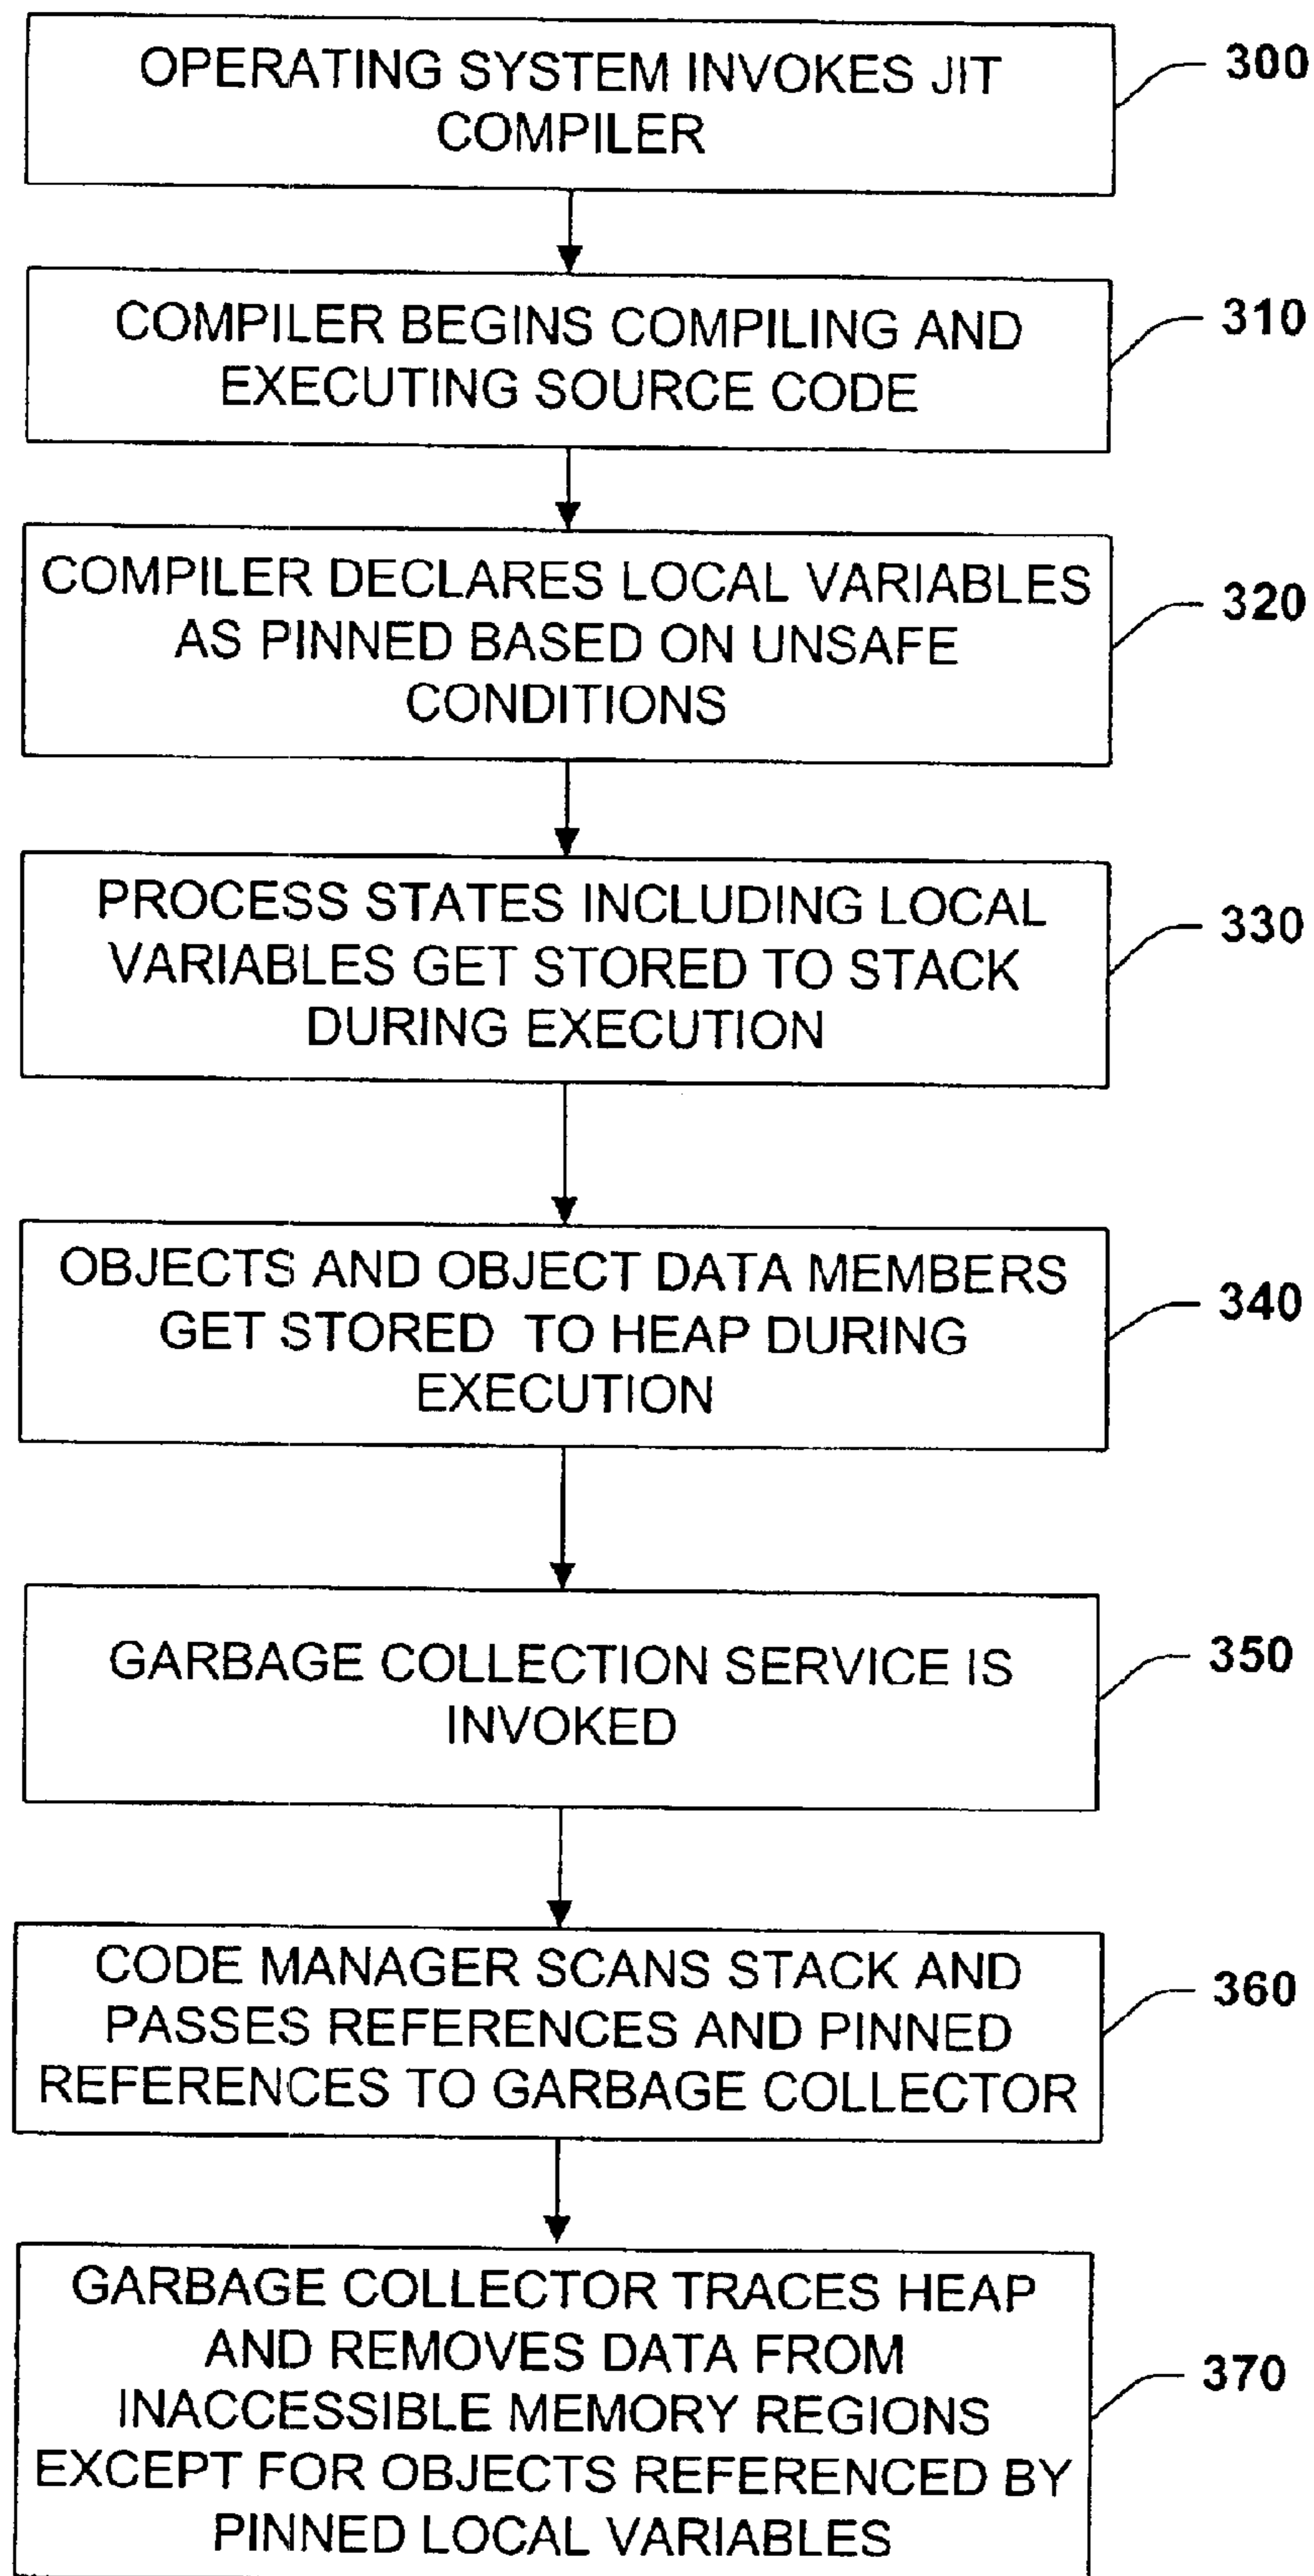 OPERATING SYSTEM INVOKES JIT
COMPILER
300
COMPILER BEGINS COMPILING AND
EXECUTING SOURCE CODE
310
COMPILER DECLARES LOCAL VARIABLES
AS PINNED BASED ON UNSAFE
CONDITIONS
320
PROCESS STATES INCLUDING LOCAL
VARIABLES GET STORED TO STACK
DURING EXECUTION
330
OBJECTS AND OBJECT DATA MEMBERS
GET STORED TO HEAP DURING
EXECUTION
340
GARBAGE COLLECTION SERVICE IS
INVOKED
350
CODE MANAGER SCANS STACK AND
PASSES REFERENCES AND PINNED
REFERENCES TO GARBAGE COLLECTOR
360
GARBAGE COLLECTOR TRACES HEAP
AND REMOVES DATA FROM
INACCESSIBLE MEMORY REGIONS
EXCEPT FOR OBJECTS REFERENCED BY
PINNED LOCAL VARIABLES
370